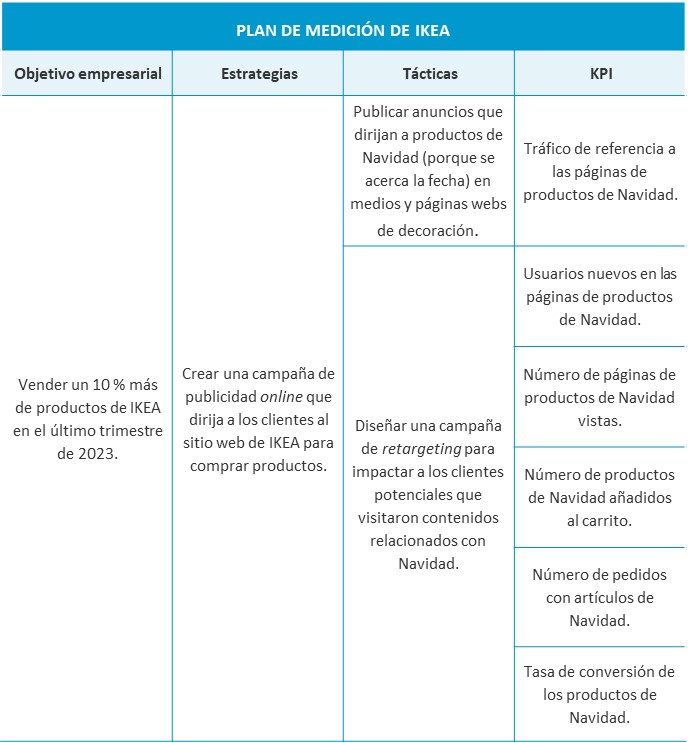 PLAN DE MEDICIÓN DE IKEA
Objetivo empresarial
Estrategias
Tácticas
KPI
Vender un 10 % más
de productos de IKEA
en el último trimestre
de 2023.
Crear una campaña de
publicidad online que
dirija a los clientes al
sitio web de IKEA para
comprar productos.
Publicar anuncios que
dirijan a productos de
Navidad (porque se
acerca la fecha) en
medios y páginas webs
de decoración.
Tráfico de referencia a
las páginas de
productos de Navidad.
Diseñar una campaña
de retargeting para
impactar a los clientes
potenciales que
visitaron contenidos
relacionados con
Navidad.
Usuarios nuevos en las
páginas de productos
de Navidad.
Número de páginas de
productos de Navidad
vistas.
Número de productos
de Navidad añadidos
al carrito.
Número de pedidos
con artículos de
Navidad.
Tasa de conversión de
los productos de
Navidad.